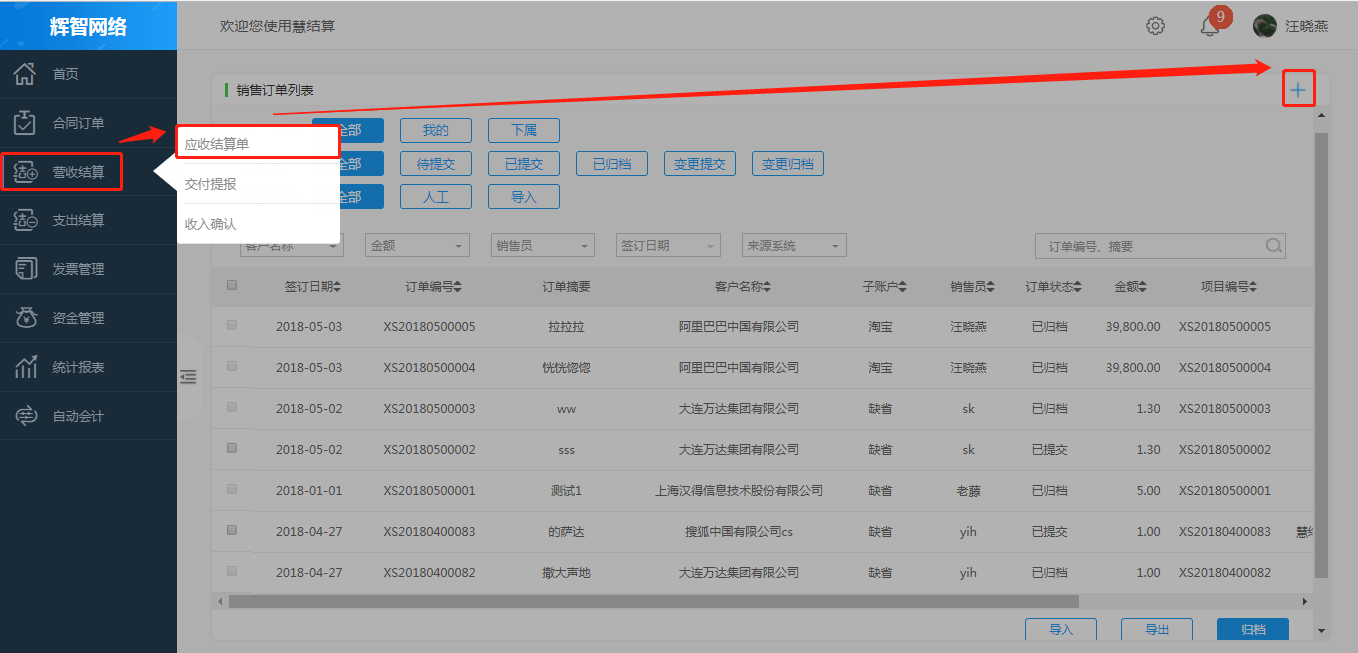 辉智网络
欢迎您使用慧结算
9
汪晓燕
首页
合同订单
营收结算
支出结算
发票管理
资金管理
统计报表
自动会计
应收结算单
交付提报
收入确认
销售订单列表
全部 我的 下属
全部 待提交 已提交 已归档 变更提交 变更归档
全部 人工 导入
客户名称 金额 销售员 签订日期 来源系统 订单编号、摘要
签订日期 订单编号 订单摘要 客户名称 子账户 销售员 订单状态 金额 项目编号
2018-05-03 XS20180500005 拉拉拉 阿里巴巴中国有限公司 淘宝 汪晓燕 已归档 39,800.00 XS20180500005
2018-05-03 XS20180500004 恍恍惚惚 阿里巴巴中国有限公司 淘宝 汪晓燕 已归档 39,800.00 XS20180500004
2018-05-02 XS20180500003 ww 大连万达集团有限公司 缺省 sk 已归档 1.30 XS20180500003
2018-05-02 XS20180500002 sss 大连万达集团有限公司 缺省 sk 已提交 1.30 XS20180500002
2018-01-01 XS20180500001 测试1 上海汉得信息技术股份有限公司 缺省 老藤 已归档 5.00 XS20180500001
2018-04-27 XS20180400083 的萨达 搜狐中国有限公司cs 缺省 yih 已提交 1.00 XS20180400083 慧
2018-04-27 XS20180400082 撒大声地 大连万达集团有限公司 缺省 yih 已归档 1.00 XS20180400082
导入 导出 归档